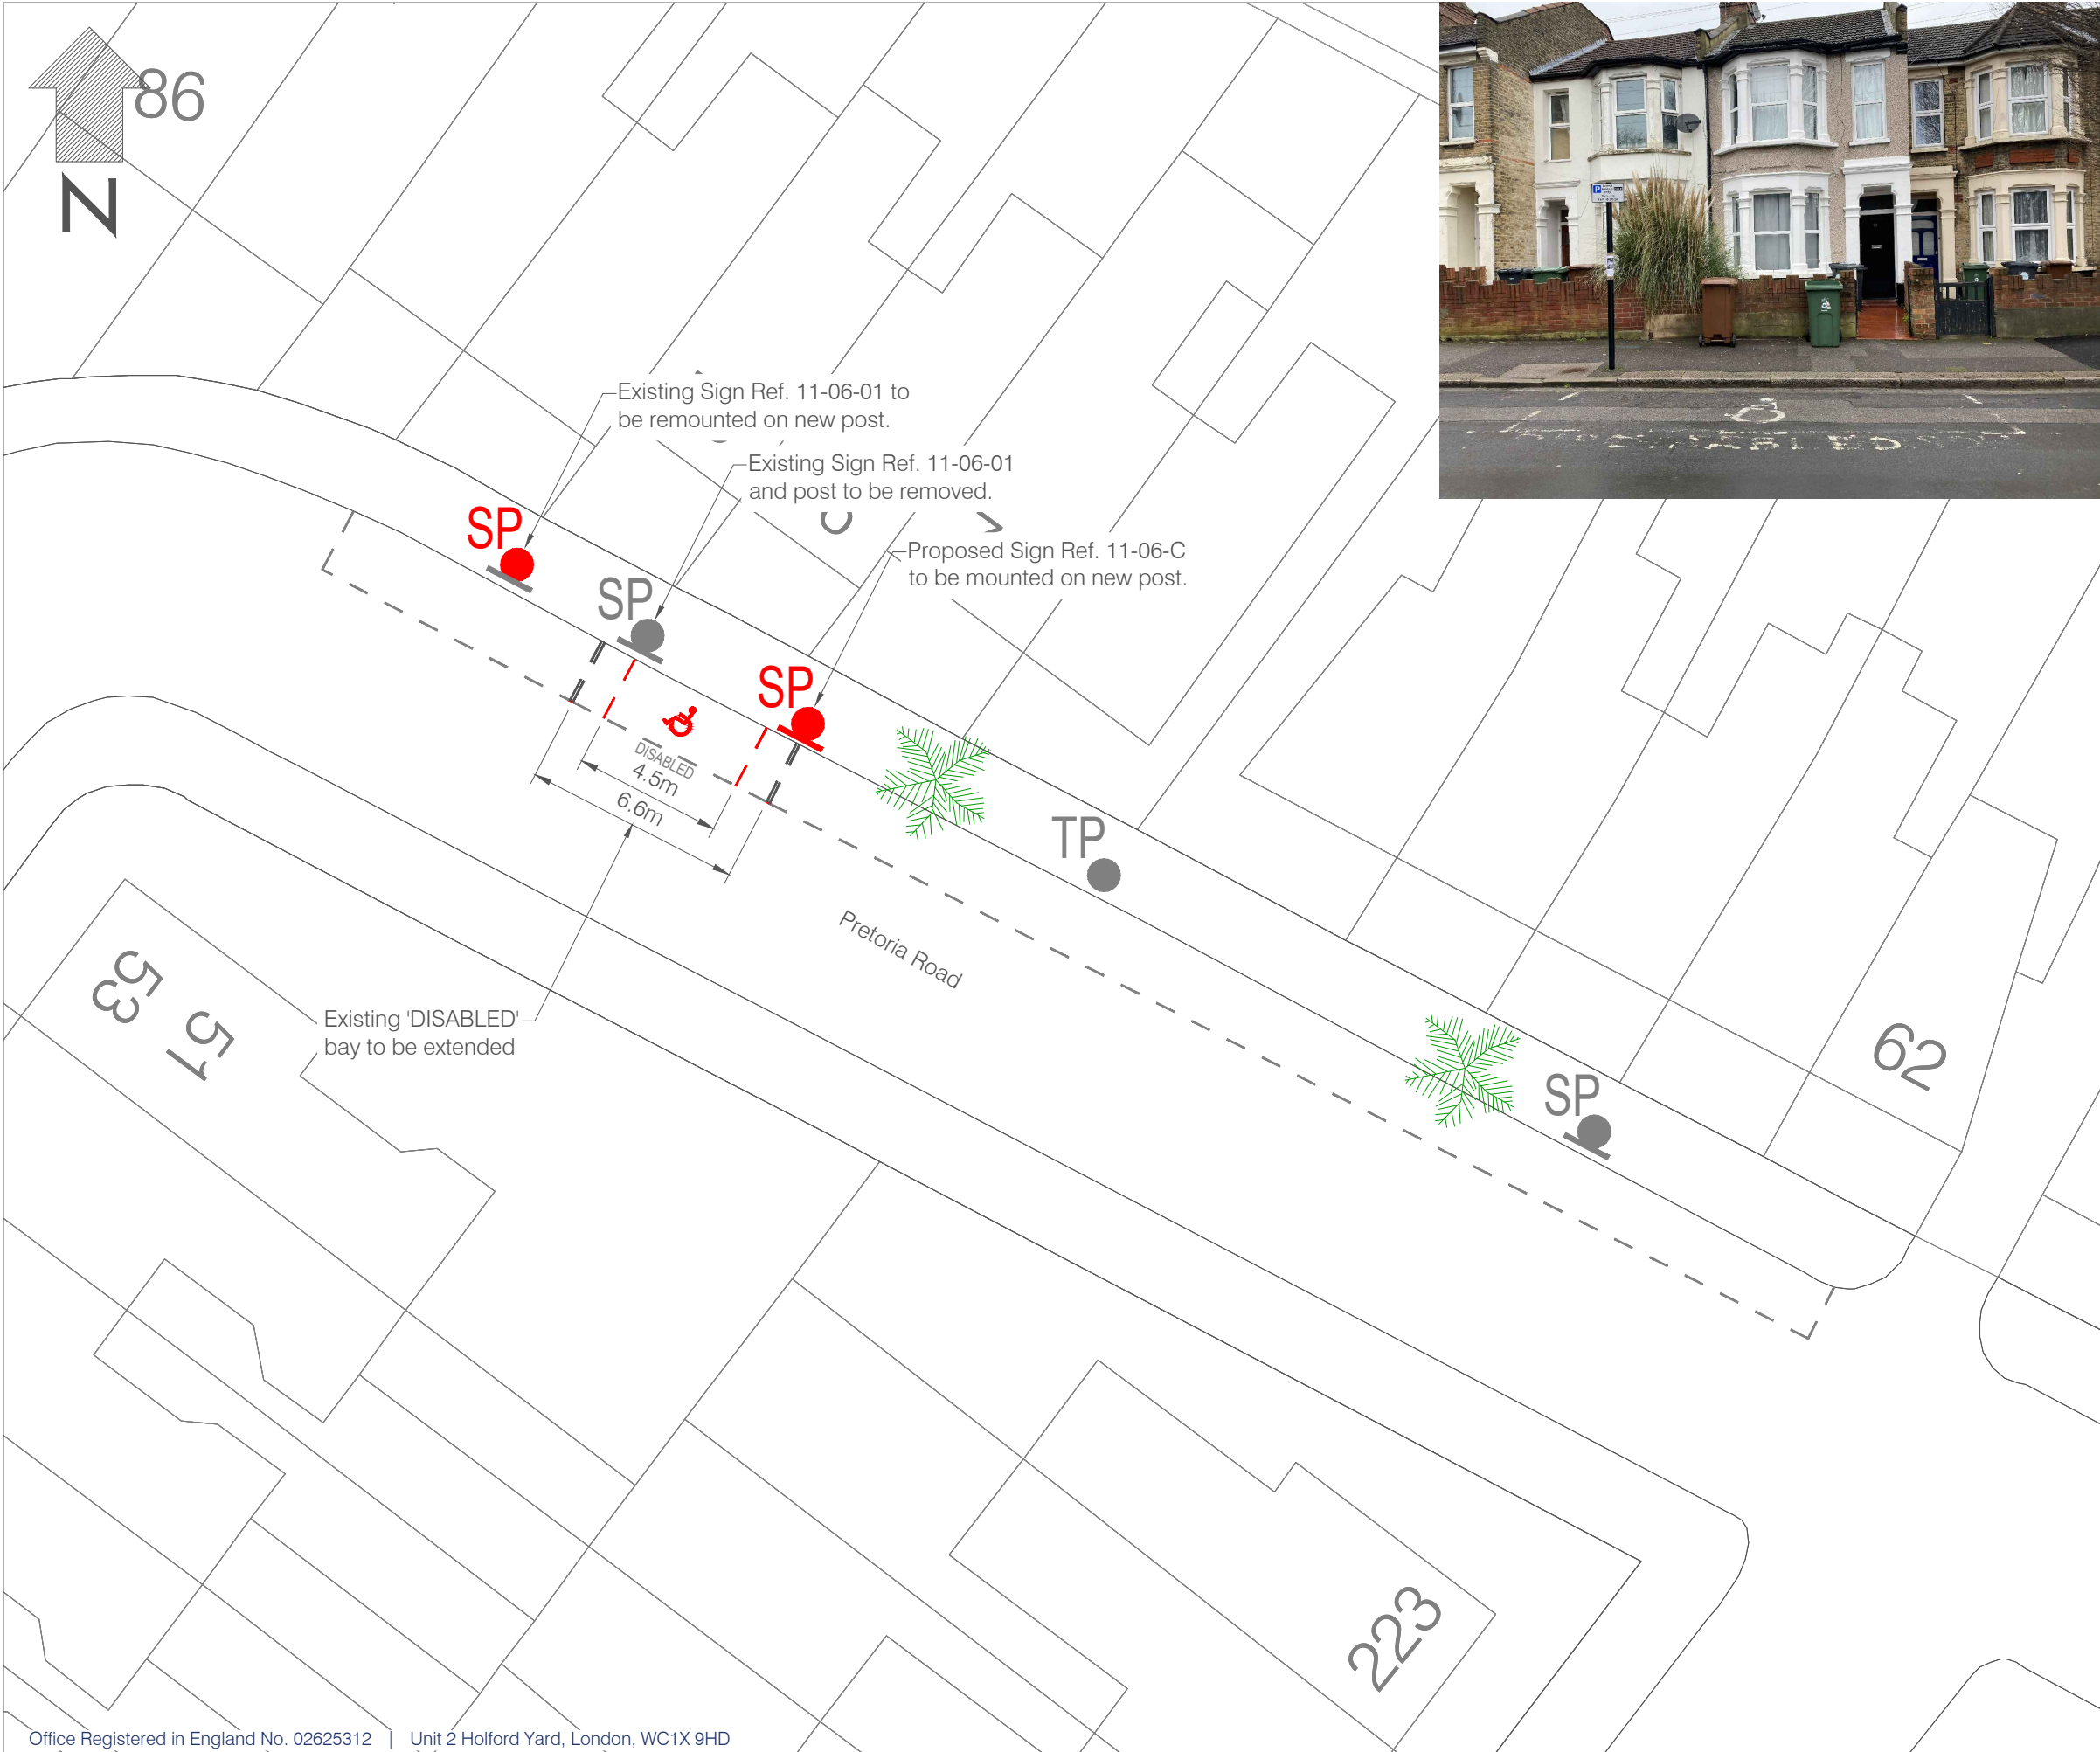 86
N
Existing Sign Ref. 11-06-01 to
be remounted on new post.
Existing Sign Ref. 11-06-01
and post to be removed.
Proposed Sign Ref. 11-06-C
to be mounted on new post.
SP
SP
SP
DISABLED
4.5m
6.6m
TP
Pretoria Road
53
51
Existing 'DISABLED'
bay to be extended
SP
62
223
Office Registered in England No. 02625312 | Unit 2 Holford Yard, London, WC1X 9HD